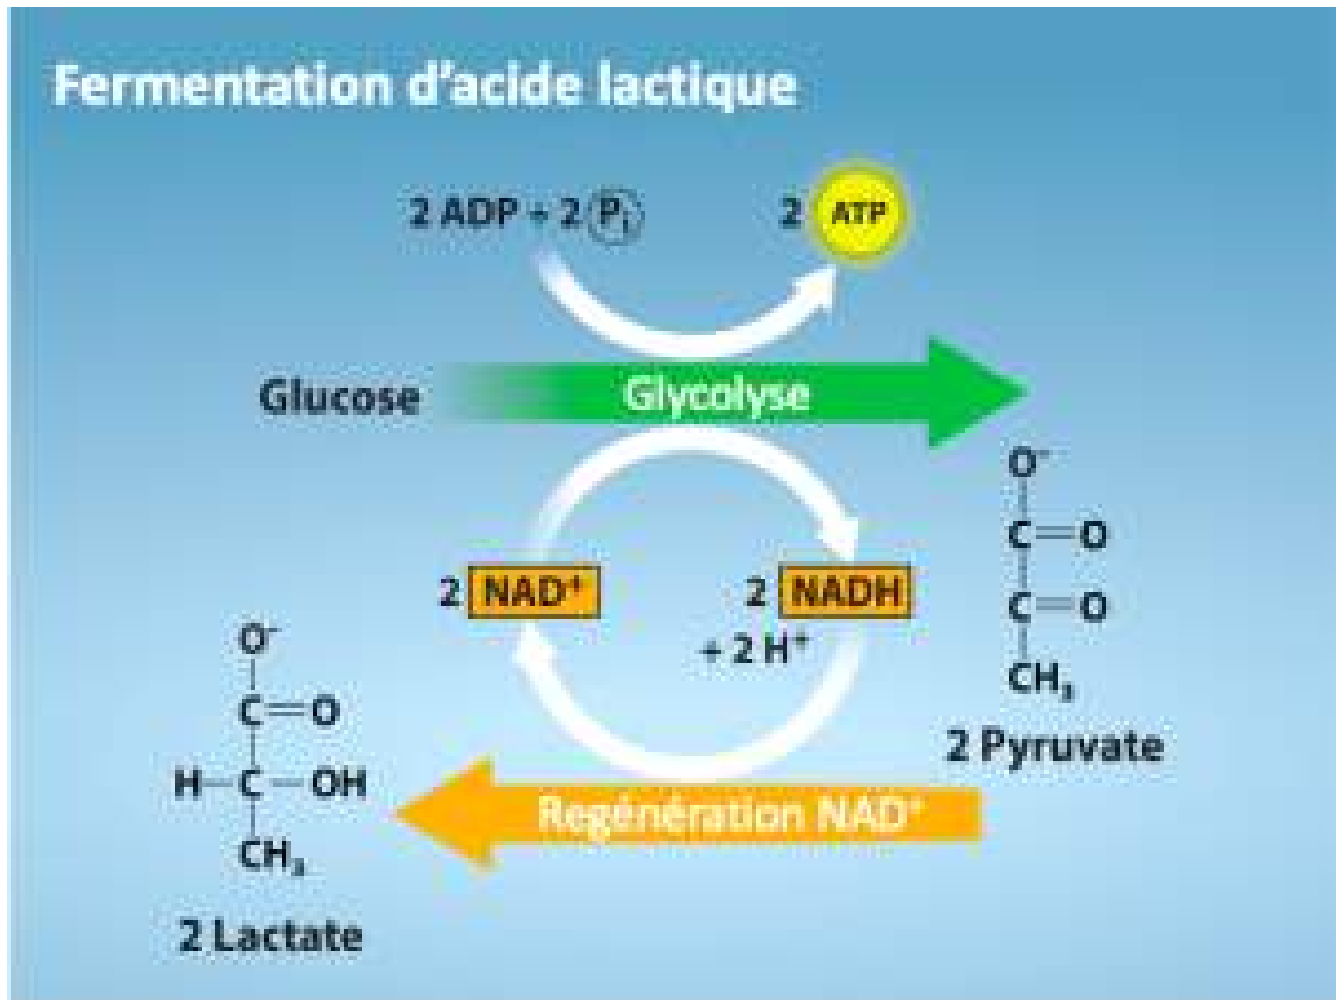 Fermentation d'acide lactique
2 ADP + 2 Pi
2 ATP
Glucose
Glycolyse
O⁻
C=O
C=O
CH₃
2 Pyruvate
2 NAD⁺
2 NADH
+ 2 H⁺
Regénération NAD⁺
O⁻
C=O
H-C-OH
CH₃
2 Lactate